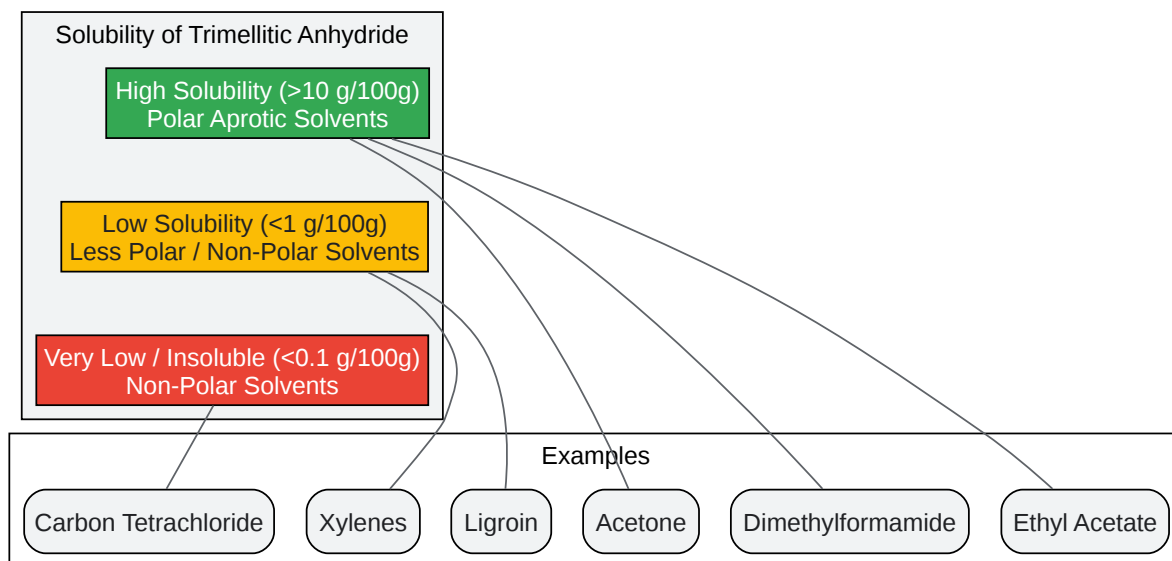 Solubility of Trimellitic Anhydride
High Solubility (>10 g/100g)
Polar Aprotic Solvents
Low Solubility (<1 g/100g)
Less Polar / Non-Polar Solvents
Very Low / Insoluble (<0.1 g/100g)
Non-Polar Solvents
Examples
Carbon Tetrachloride
Xylenes
Ligroin
Acetone
Dimethylformamide
Ethyl Acetate